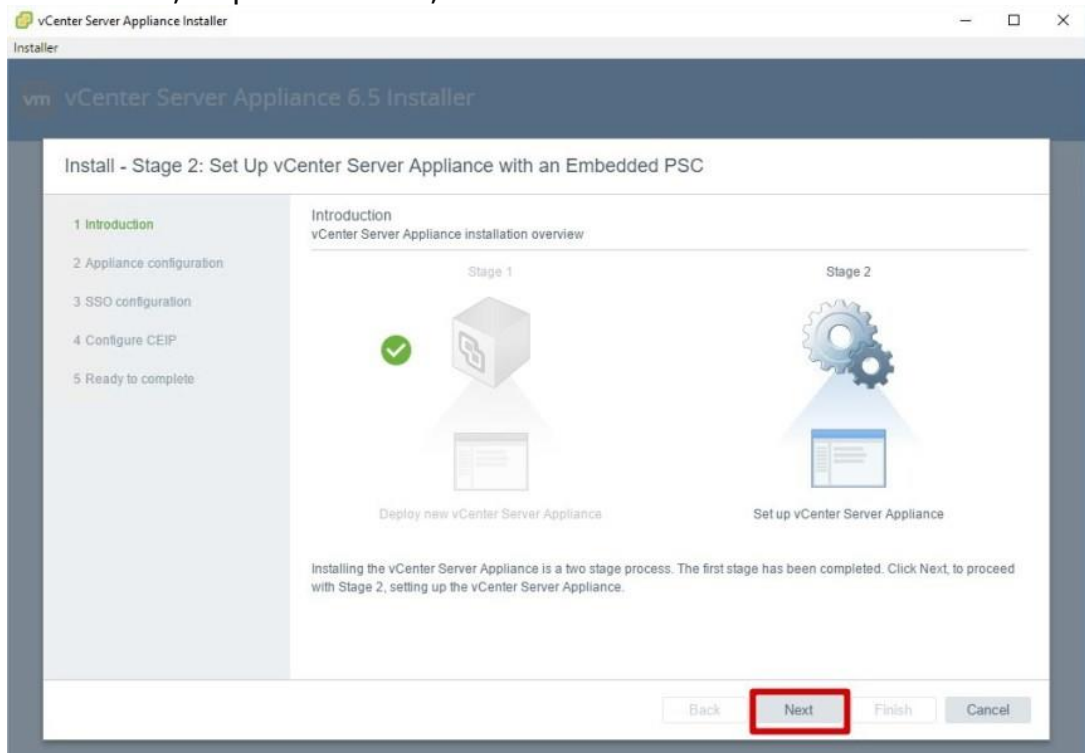 vCenter Server Appliance Installer
Installer
vm vCenter Server Appliance 6.5 Installer
Install - Stage 2: Set Up vCenter Server Appliance with an Embedded PSC
1 Introduction
2 Appliance configuration
3 SSO configuration
4 Configure CEIP
5 Ready to complete
Introduction
vCenter Server Appliance installation overview
Stage 1
Stage 2
Deploy new vCenter Server Appliance
Set up vCenter Server Appliance
Installing the vCenter Server Appliance is a two stage process. The first stage has been completed. Click Next, to proceed
with Stage 2, setting up the vCenter Server Appliance.
Back
Next
Finish
Cancel